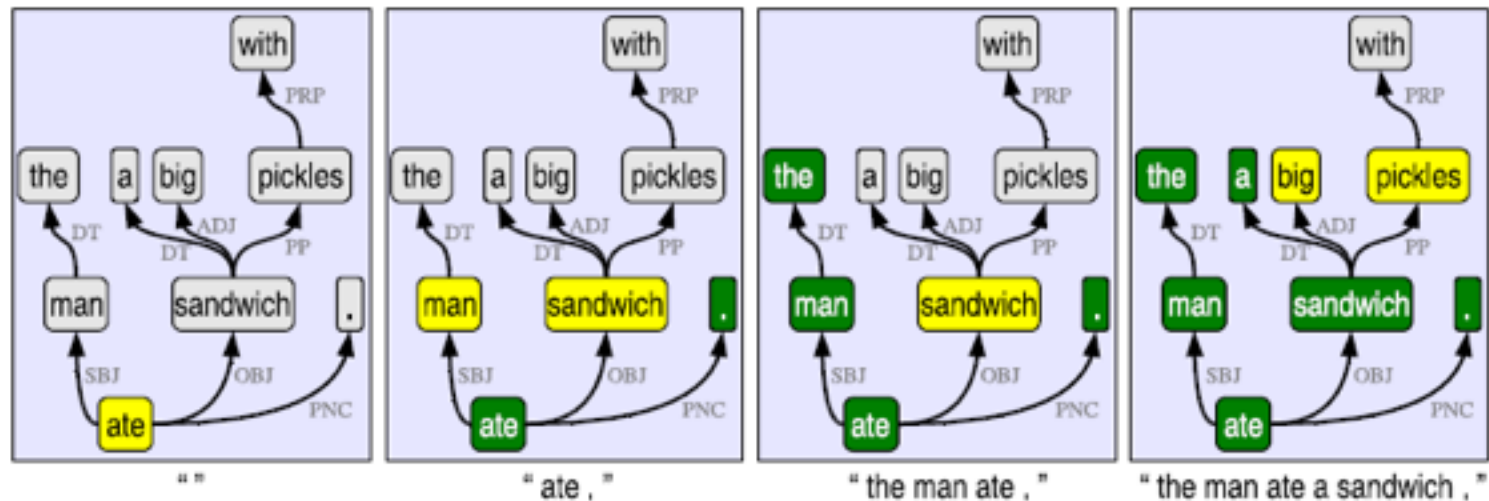 with
PRP
the a big pickles
DT DT ADJ PP
man sandwich .
SBJ OBJ PNC
ate
“ ”
with
PRP
the a big pickles
DT DT ADJ PP
man sandwich .
SBJ OBJ PNC
ate
“ ate . ”
with
PRP
the a big pickles
DT DT ADJ PP
man sandwich .
SBJ OBJ PNC
ate
“ the man ate . ”
with
PRP
the a big pickles
DT DT ADJ PP
man sandwich .
SBJ OBJ PNC
ate
“ the man ate a sandwich . ”